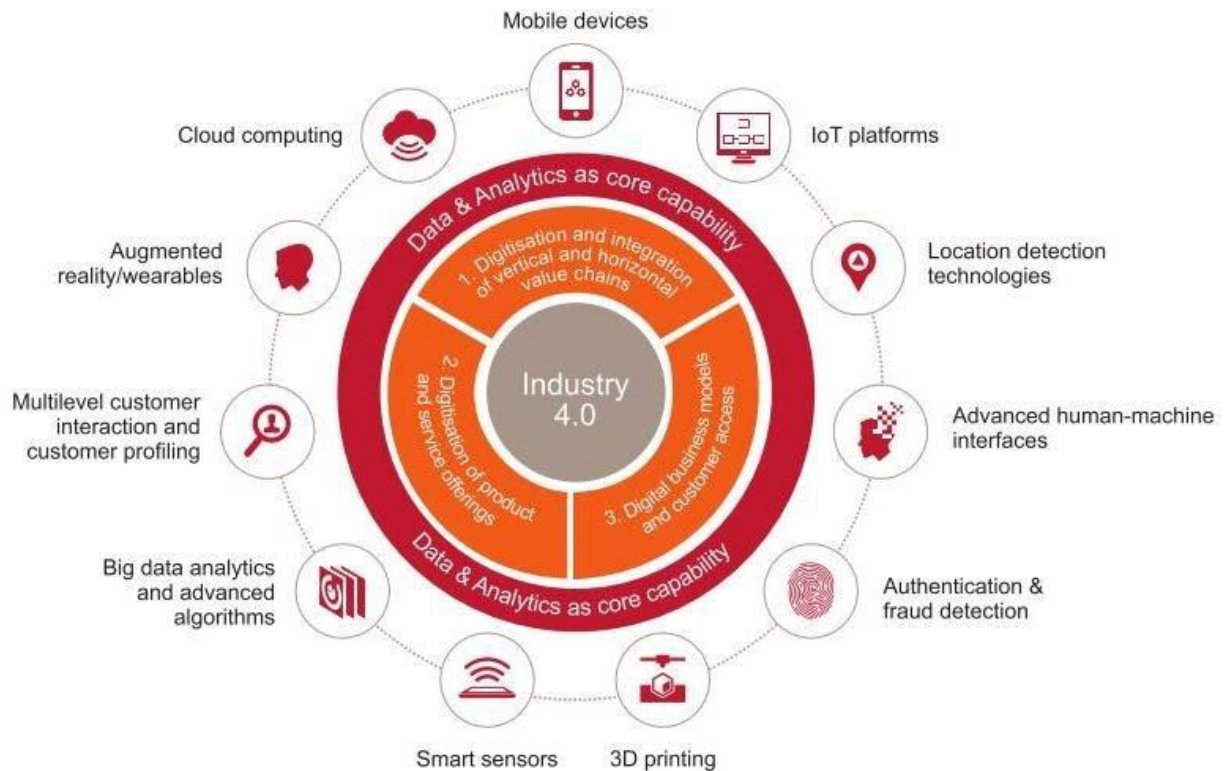 Mobile devices
Cloud computing
IoT platforms
Augmented
reality/wearables
Location detection
technologies
Multilevel customer
interaction and
customer profiling
Advanced human-machine
interfaces
Big data analytics
and advanced
algorithms
Authentication &
fraud detection
Smart sensors
3D printing
Data & Analytics as core capability
1. Digitisation and integration
of vertical and horizontal
value chains
2. Digitisation of product
and service offerings
3. Digital business models
and customer access
Industry
4.0
Data & Analytics as core capability